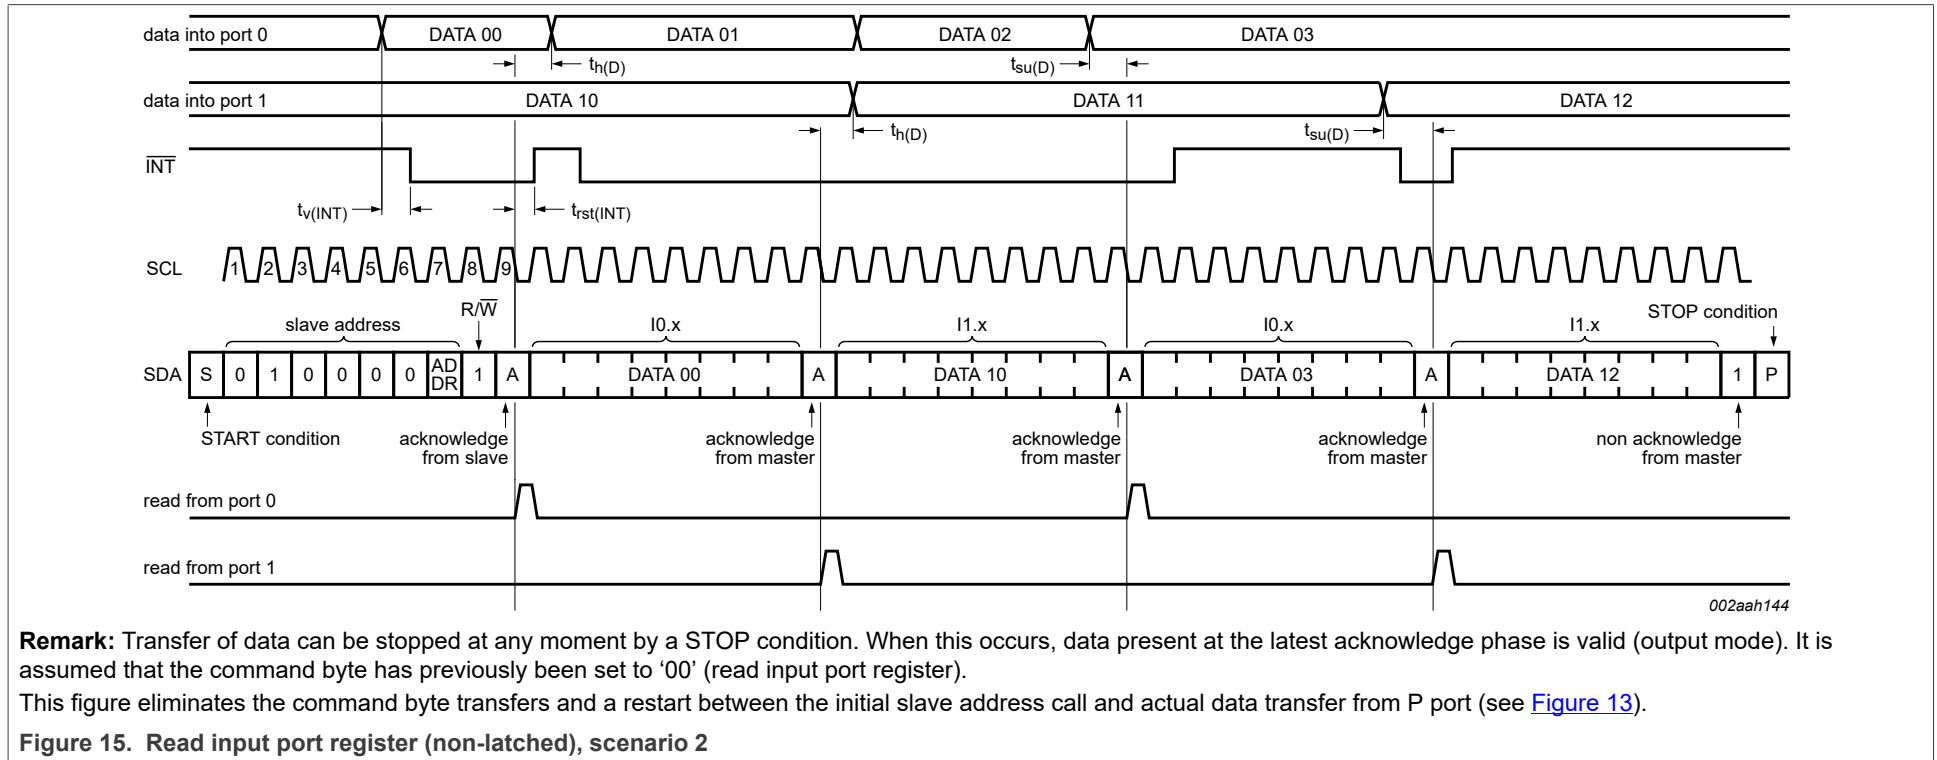 data into port 0 DATA 00 DATA 01 DATA 02 DATA 03
th(D) tsu(D)
data into port 1 DATA 10 DATA 11 DATA 12
th(D) tsu(D)
INT
tv(INT) trst(INT)
SCL 1 2 3 4 5 6 7 8 9
R/W
STOP condition
slave address I0.x I1.x I0.x I1.x
SDA S 0 1 0 0 0 0 AD DR 1 A DATA 00 A DATA 10 A DATA 03 A DATA 12 1 P
START condition acknowledge acknowledge acknowledge acknowledge non acknowledge
from slave from master from master from master from master
read from port 0
read from port 1
002aah144
Remark: Transfer of data can be stopped at any moment by a STOP condition. When this occurs, data present at the latest acknowledge phase is valid (output mode). It is
assumed that the command byte has previously been set to ‘00’ (read input port register).
This figure eliminates the command byte transfers and a restart between the initial slave address call and actual data transfer from P port (see Figure 13).
Figure 15. Read input port register (non-latched), scenario 2